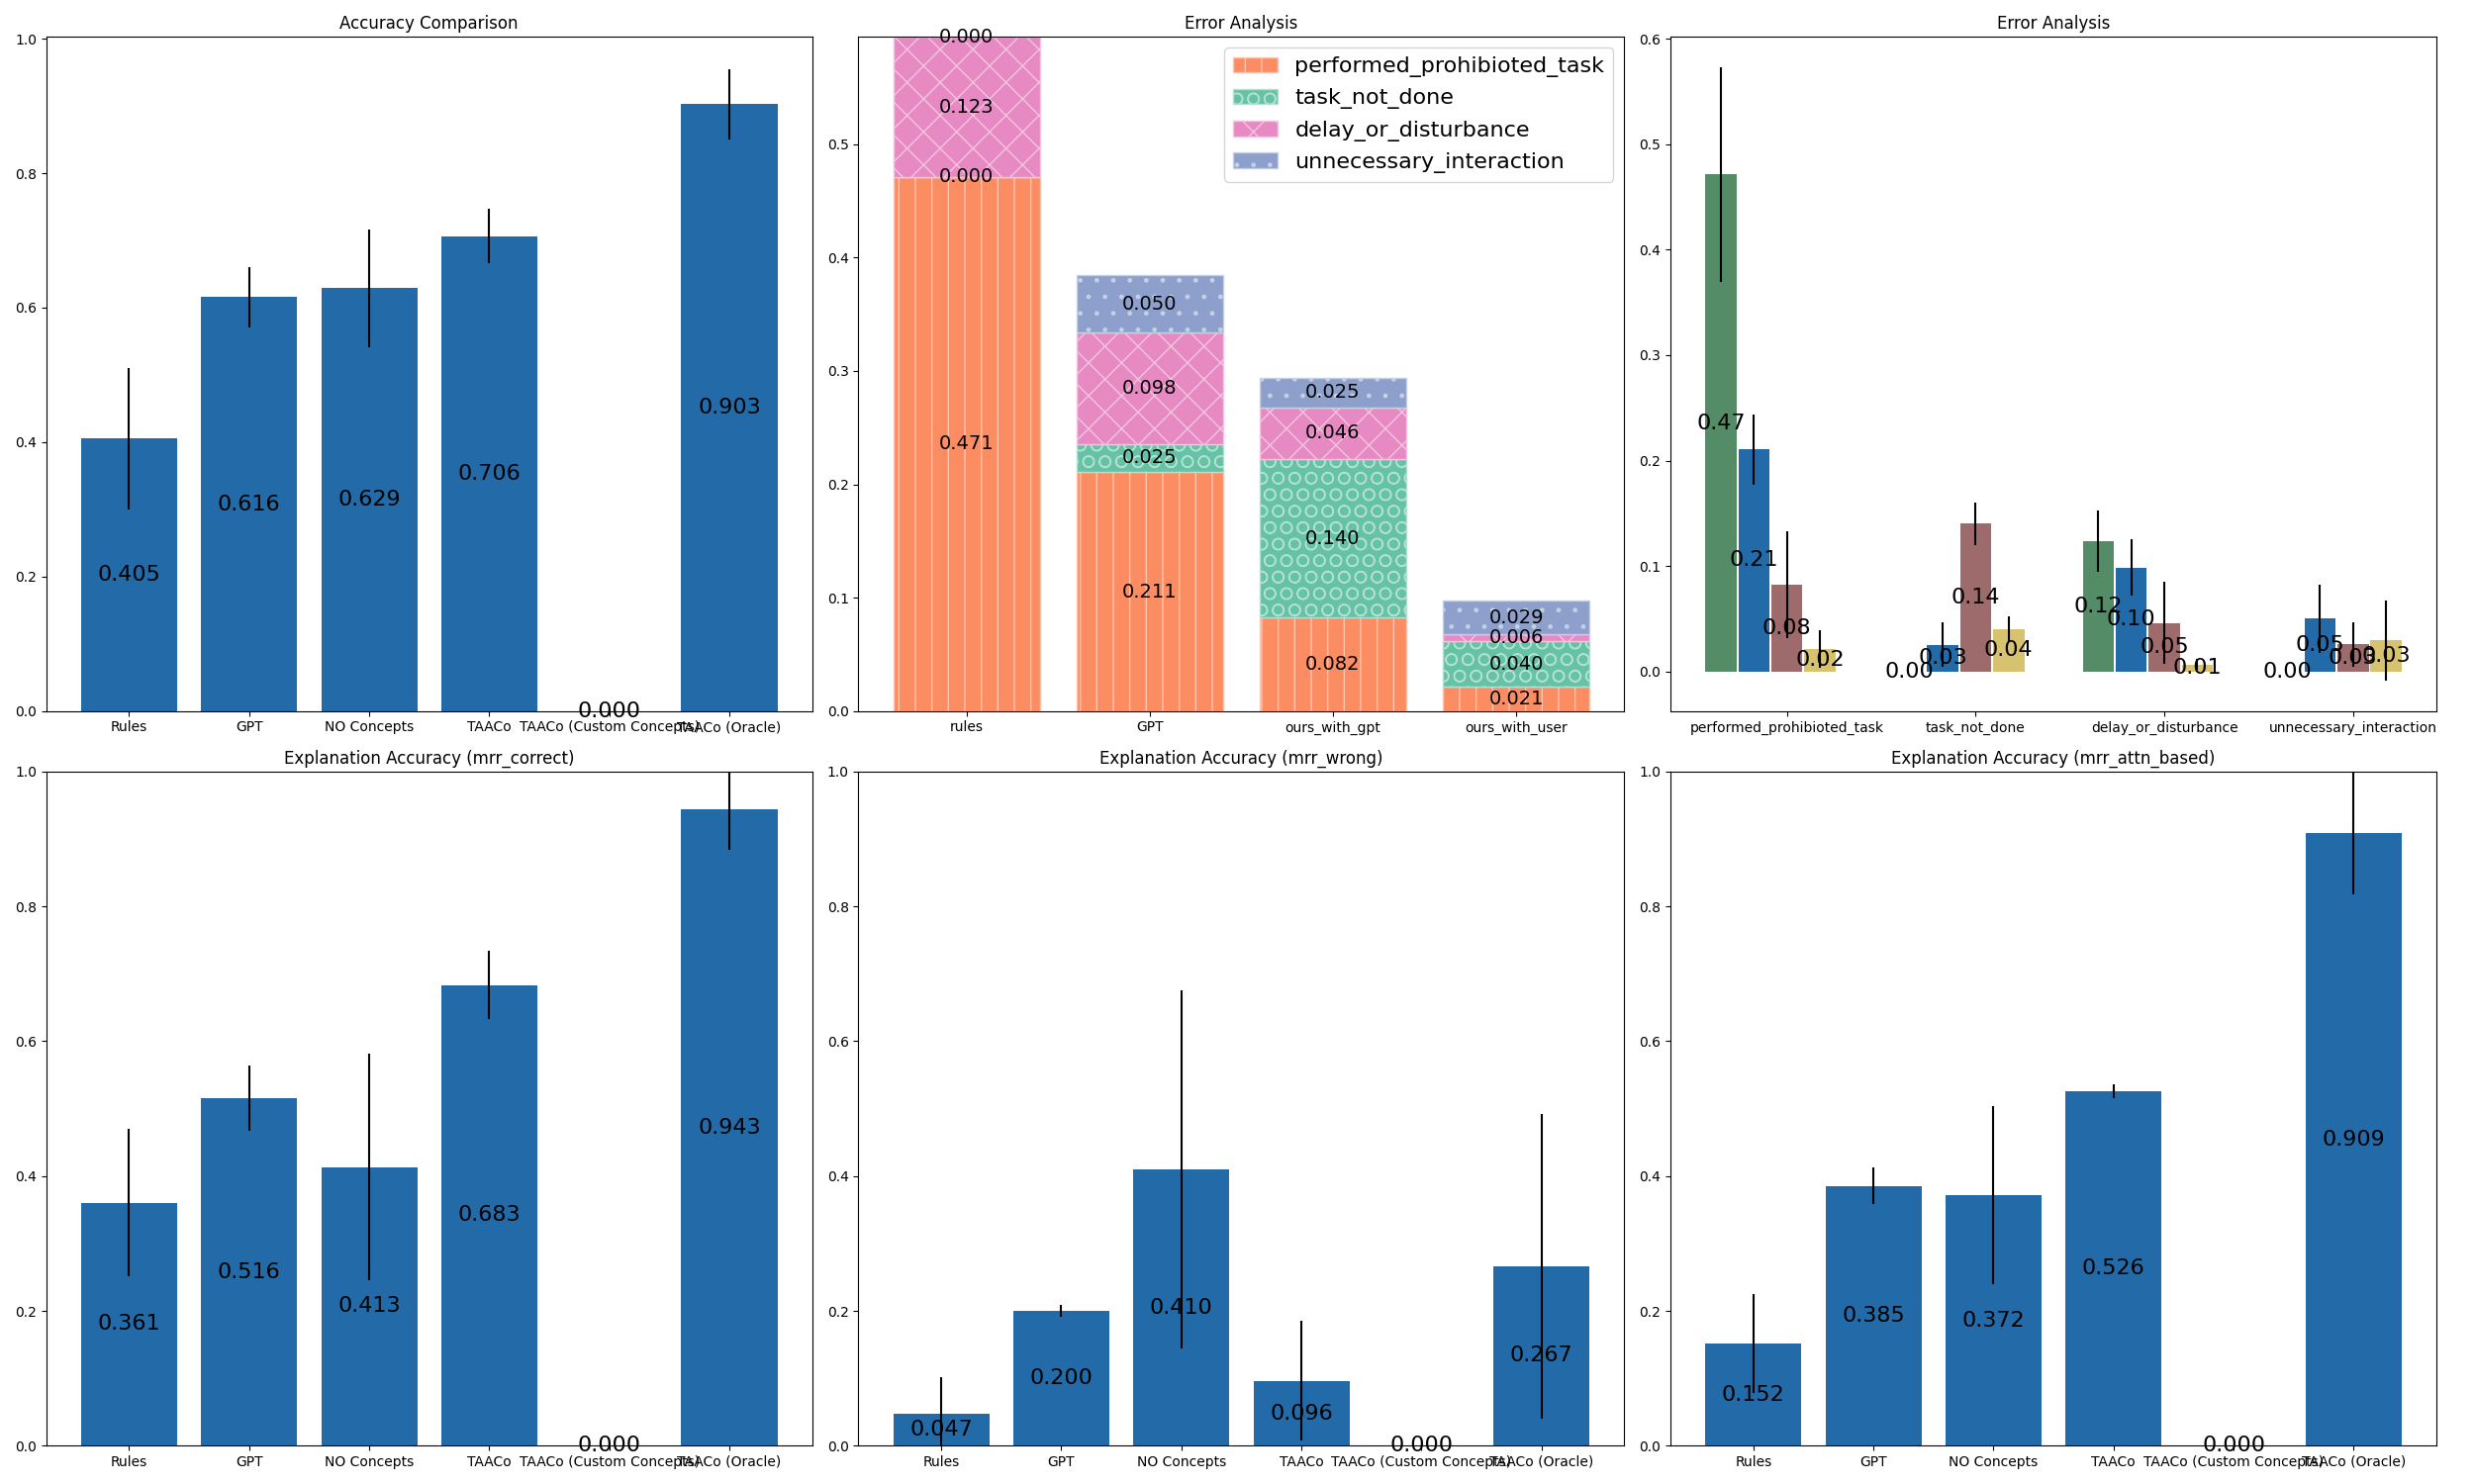 Accuracy Comparison
1.0
0.8
0.6
0.4
0.2
0.0
0.405
0.616
0.629
0.706
0.000
0.903
Rules
GPT
NO Concepts
TAACo
TAACo (Custom Concepts)
TAACo (Oracle)
Error Analysis
0.5
0.4
0.3
0.2
0.1
0.0
0.000
0.123
0.000
0.471
0.050
0.098
0.025
0.211
0.025
0.046
0.140
0.082
0.029
0.006
0.040
0.021
performed_prohibioted_task
task_not_done
delay_or_disturbance
unnecessary_interaction
rules
GPT
ours_with_gpt
ours_with_user
Error Analysis
0.6
0.5
0.4
0.3
0.2
0.1
0.0
0.47
0.21
0.08
0.02
0.00
0.03
0.14
0.04
0.12
0.10
0.05
0.01
0.00
0.05
0.03
0.03
performed_prohibioted_task
task_not_done
delay_or_disturbance
unnecessary_interaction
Explanation Accuracy (mrr_correct)
1.0
0.8
0.6
0.4
0.2
0.0
0.361
0.516
0.413
0.683
0.000
0.943
Rules
GPT
NO Concepts
TAACo
TAACo (Custom Concepts)
TAACo (Oracle)
Explanation Accuracy (mrr_wrong)
1.0
0.8
0.6
0.4
0.2
0.0
0.047
0.200
0.410
0.096
0.000
0.267
Rules
GPT
NO Concepts
TAACo
TAACo (Custom Concepts)
TAACo (Oracle)
Explanation Accuracy (mrr_attn_based)
1.0
0.8
0.6
0.4
0.2
0.0
0.152
0.385
0.372
0.526
0.000
0.909
Rules
GPT
NO Concepts
TAACo
TAACo (Custom Concepts)
TAACo (Oracle)